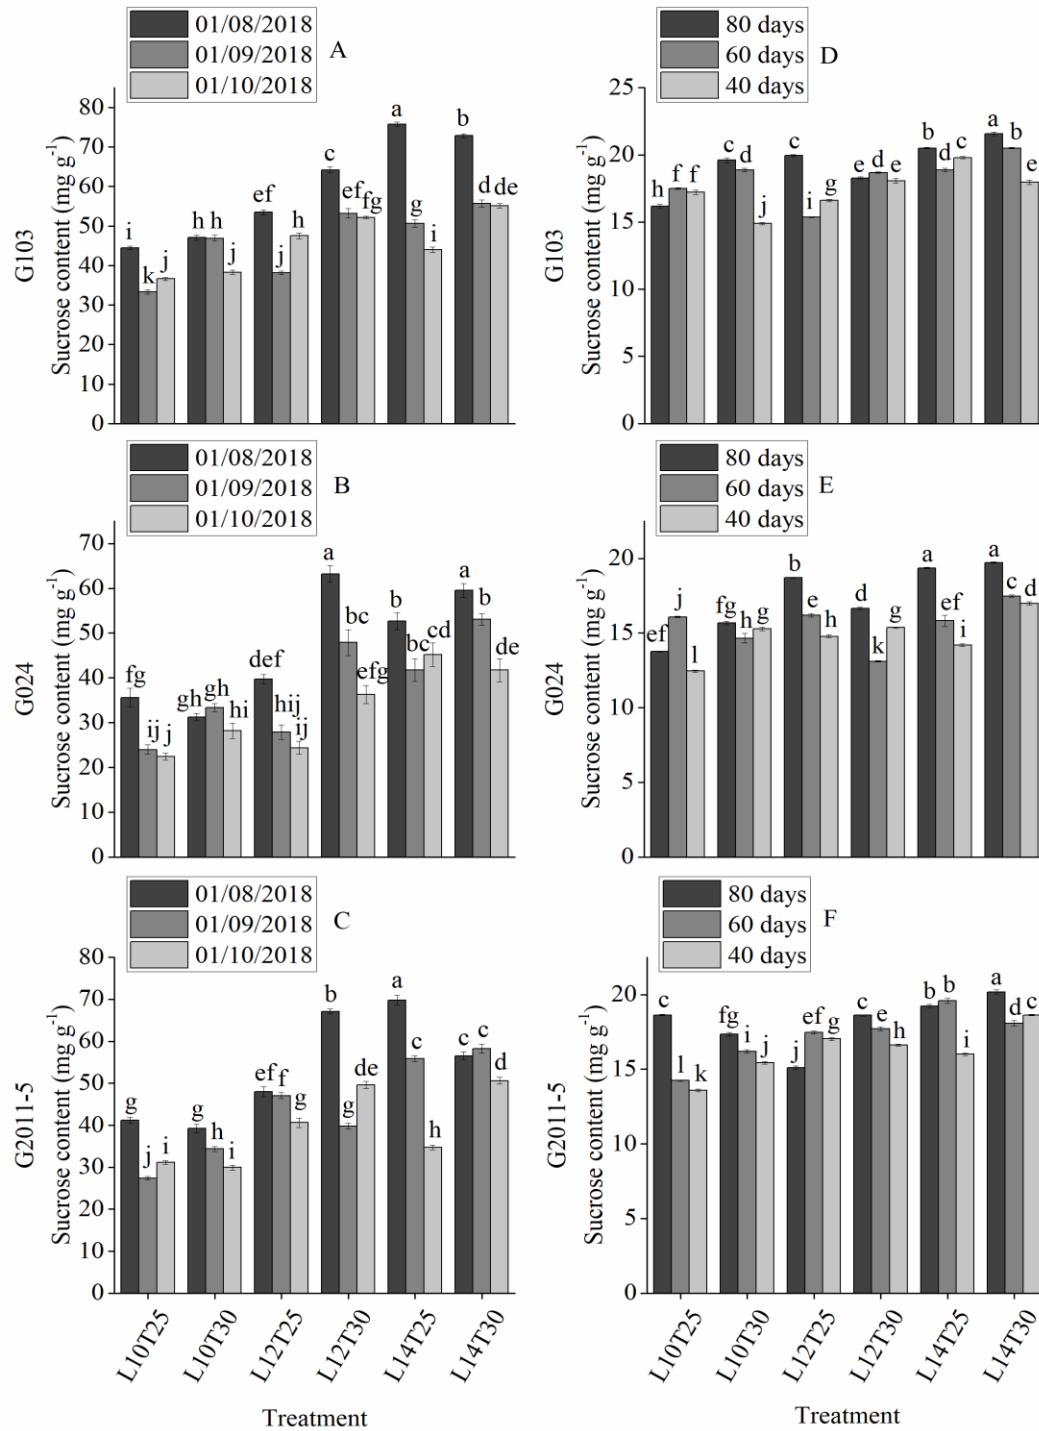 01/08/2018
01/09/2018
01/10/2018
A
G103
Sucrose content (mg g⁻¹)
80
70
60
50
40
30
20
10
0
i k j
h h j
ef j h
c ef fg
a g i
b d de
80 days
60 days
40 days
D
G103
Sucrose content (mg g⁻¹)
25
20
15
10
5
0
h f f
c d j
c i g
e d e
b d c
a b e
01/08/2018
01/09/2018
01/10/2018
B
G024
Sucrose content (mg g⁻¹)
70
60
50
40
30
20
10
0
fg ij j
gh gh hi
def hij ij
a bc efg
b bc cd
a b de
80 days
60 days
40 days
E
G024
Sucrose content (mg g⁻¹)
20
15
10
5
0
ef j l
fg h g
b e h
d k g
a ef i
a c d
01/08/2018
01/09/2018
01/10/2018
C
G2011-5
Sucrose content (mg g⁻¹)
80
70
60
50
40
30
20
10
0
g j i
g h i
ef f g
b g de
a c h
c c d
L10T25
L10T30
L12T25
L12T30
L14T25
L14T30
Treatment
80 days
60 days
40 days
F
G2011-5
Sucrose content (mg g⁻¹)
20
15
10
5
0
c l k
fg i j
j ef g
c e h
b b i
a d c
L10T25
L10T30
L12T25
L12T30
L14T25
L14T30
Treatment